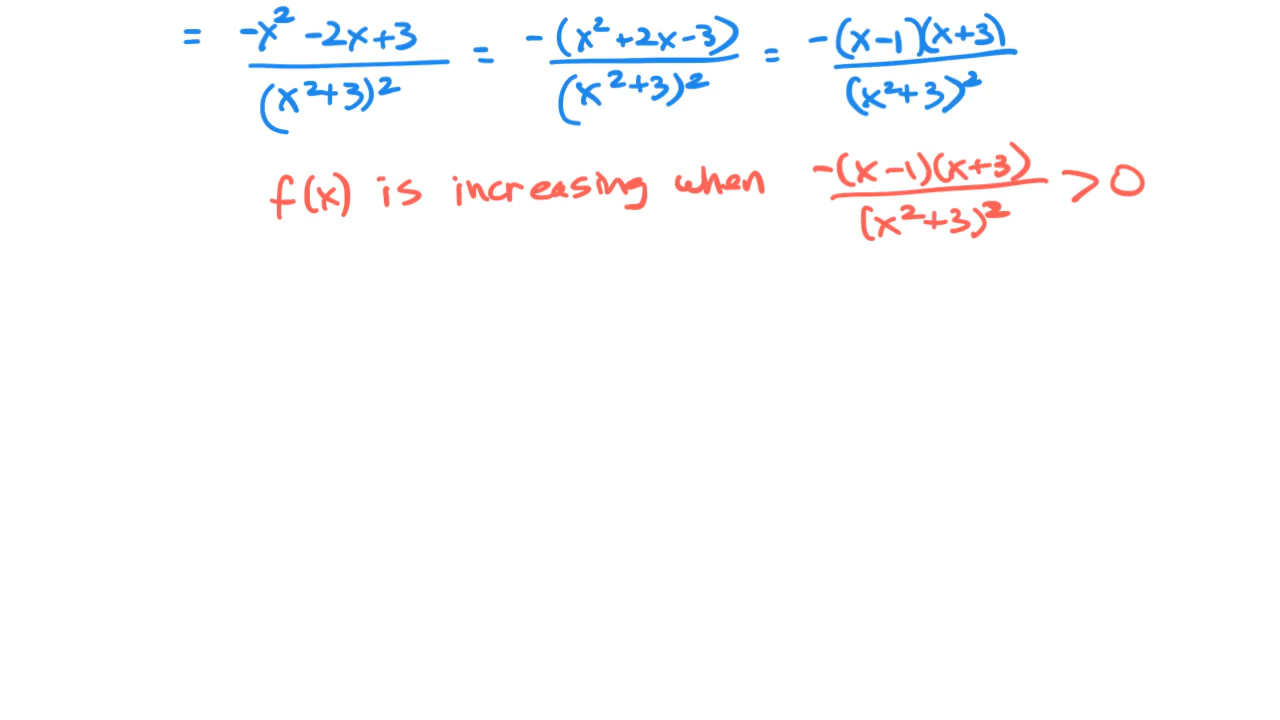 = (-x² - 2x + 3)/(x² + 3)² = -(x² + 2x - 3)/(x² + 3)² = -(x - 1)(x + 3)/(x² + 3)²
f(x) is increasing when -(x - 1)(x + 3)/(x² + 3)² > 0